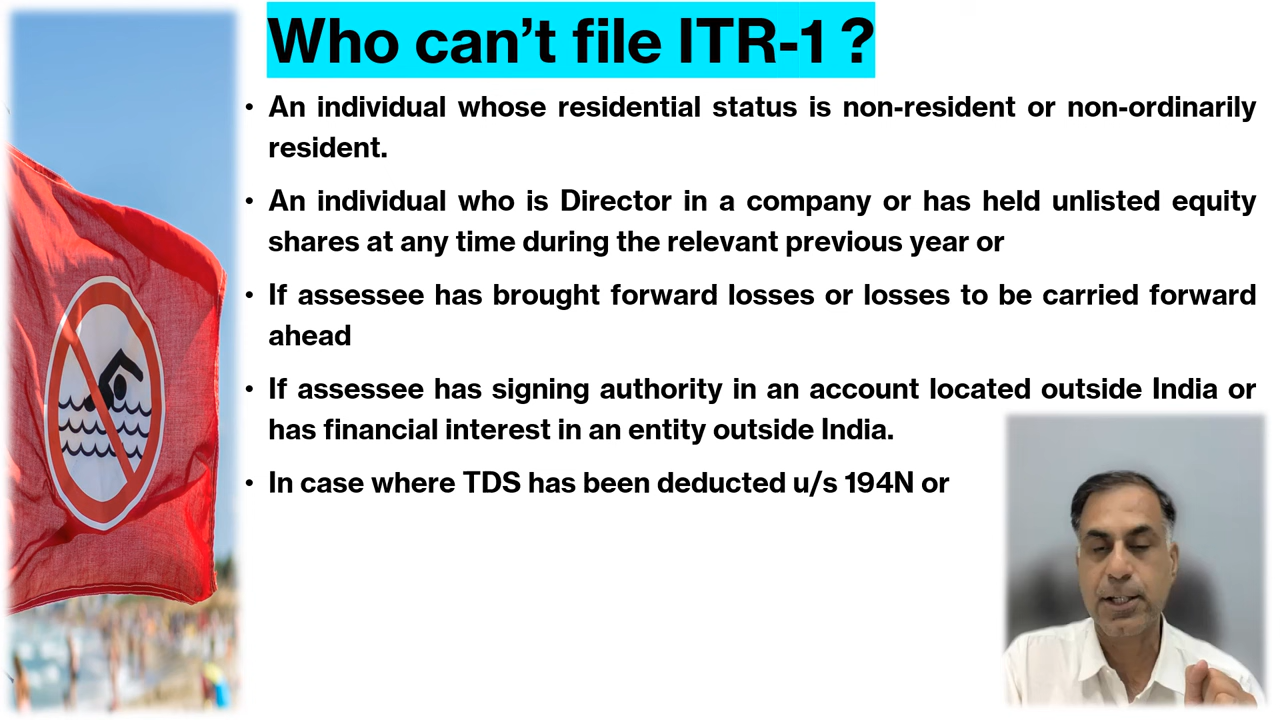 Who can’t file ITR-1 ?
• An individual whose residential status is non-resident or non-ordinarily
resident.
• An individual who is Director in a company or has held unlisted equity
shares at any time during the relevant previous year or
• If assessee has brought forward losses or losses to be carried forward
ahead
• If assessee has signing authority in an account located outside India or
has financial interest in an entity outside India.
• In case where TDS has been deducted u/s 194N or